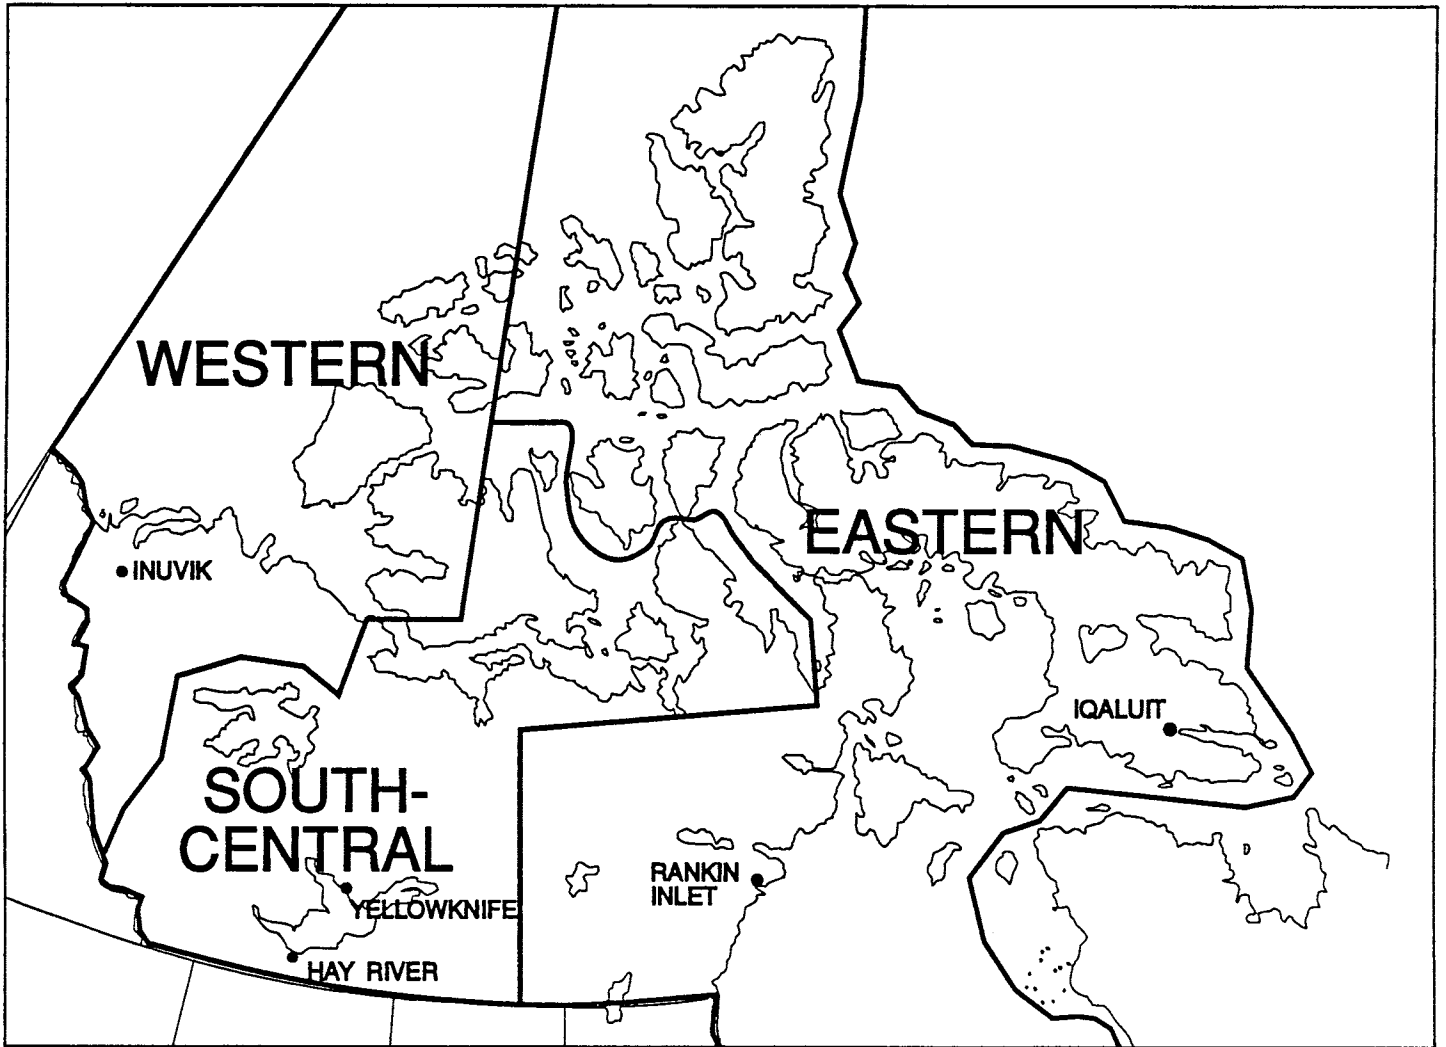 WESTERN
EASTERN
INUVIK
IQALUIT
SOUTH-
CENTRAL
RANKIN
INLET
YELLOWKNIFE
HAY RIVER